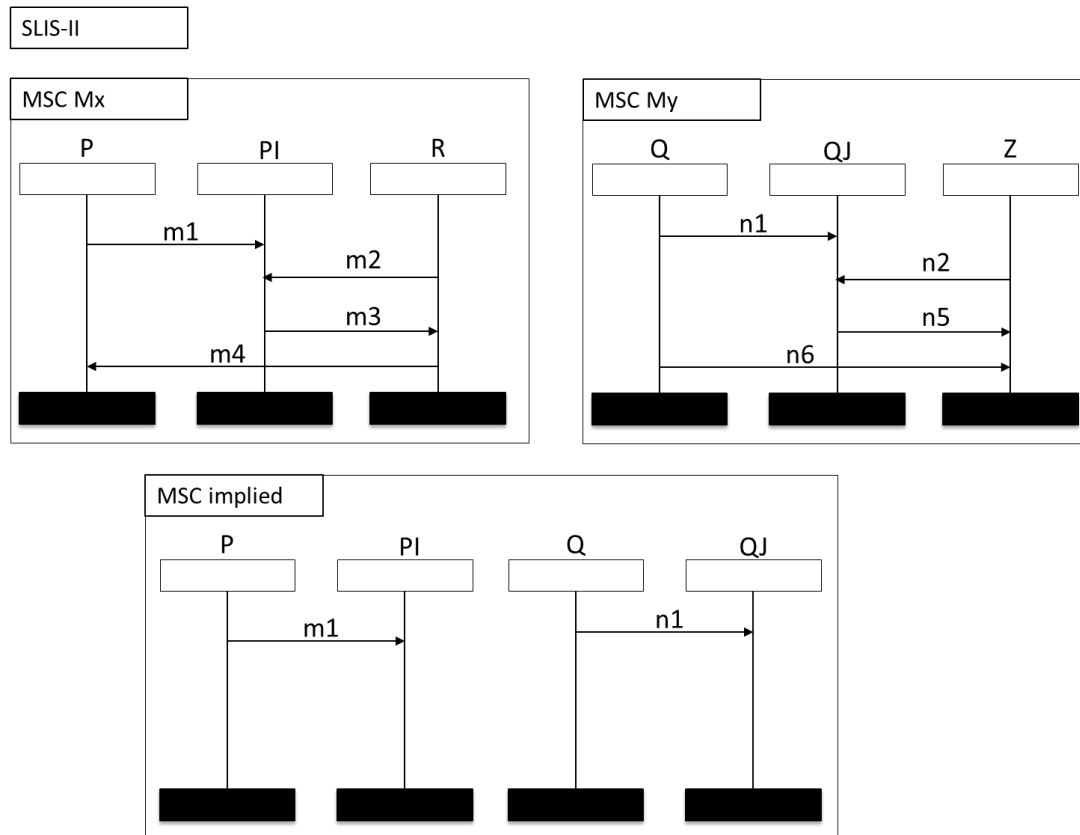 SLIS-II
MSC Mx
P PI R
m1
m2
m3
m4
MSC My
Q QJ Z
n1
n2
n5
n6
MSC implied
P PI Q QJ
m1 n1